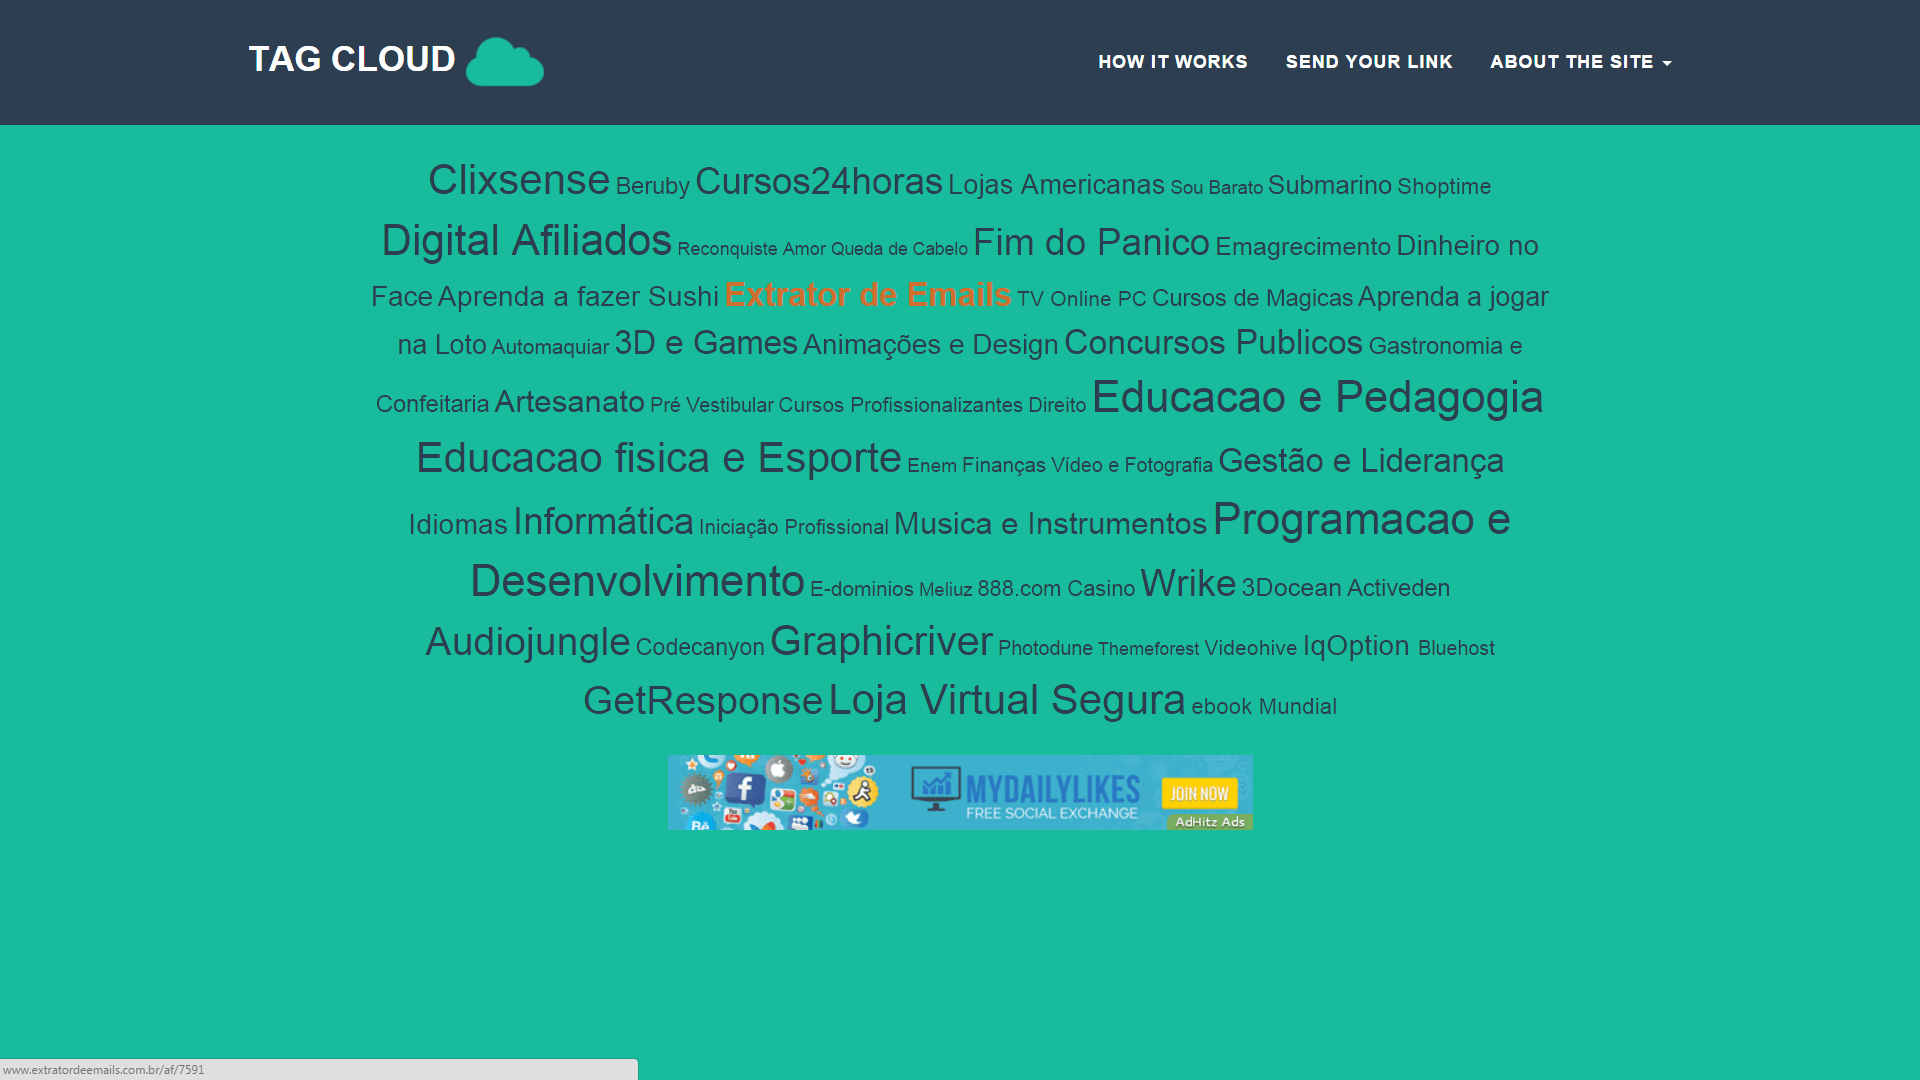 TAG CLOUD
HOW IT WORKS SEND YOUR LINK ABOUT THE SITE
Clixsense Beruby Cursos24horas Lojas Americanas Sou Barato Submarino Shoptime
Digital Afiliados Reconquiste Amor Queda de Cabelo Fim do Panico Emagrecimento Dinheiro no
Face Aprenda a fazer Sushi Extrator de Emails TV Online PC Cursos de Magicas Aprenda a jogar
na Loto Automaquiar 3D e Games Animações e Design Concursos Publicos Gastronomia e
Confeitaria Artesanato Pré Vestibular Cursos Profissionalizantes Direito Educacao e Pedagogia
Educacao fisica e Esporte Enem Finanças Vídeo e Fotografia Gestão e Liderança
Idiomas Informática Iniciação Profissional Musica e Instrumentos Programacao e
Desenvolvimento E-dominios Meliuz 888.com Casino Wrike 3Docean Activeden
Audiojungle Codecanyon Graphicriver Photodune Themeforest Videohive IqOption Bluehost
GetResponse Loja Virtual Segura ebook Mundial
MYDAILYLIKES
FREE SOCIAL EXCHANGE
JOIN NOW
AdHitz Ads
www.extratordeemails.com.br/af/7591